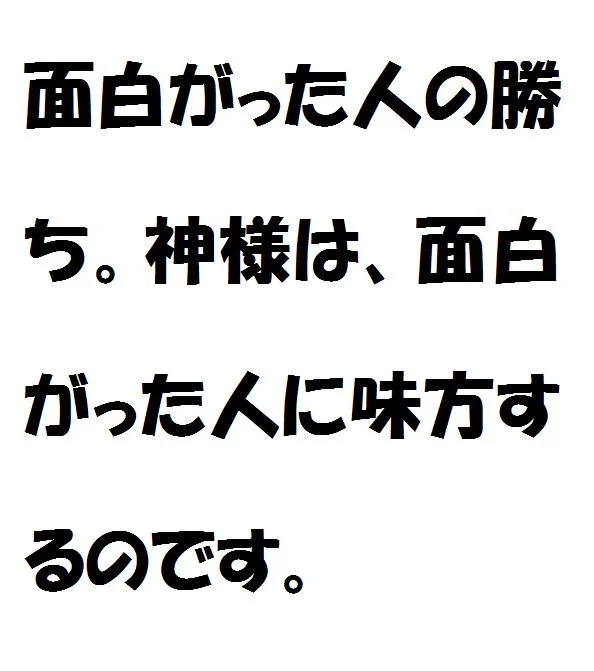 面白がった人の勝
ち。神様は、面白
がった人に味方す
るのです。